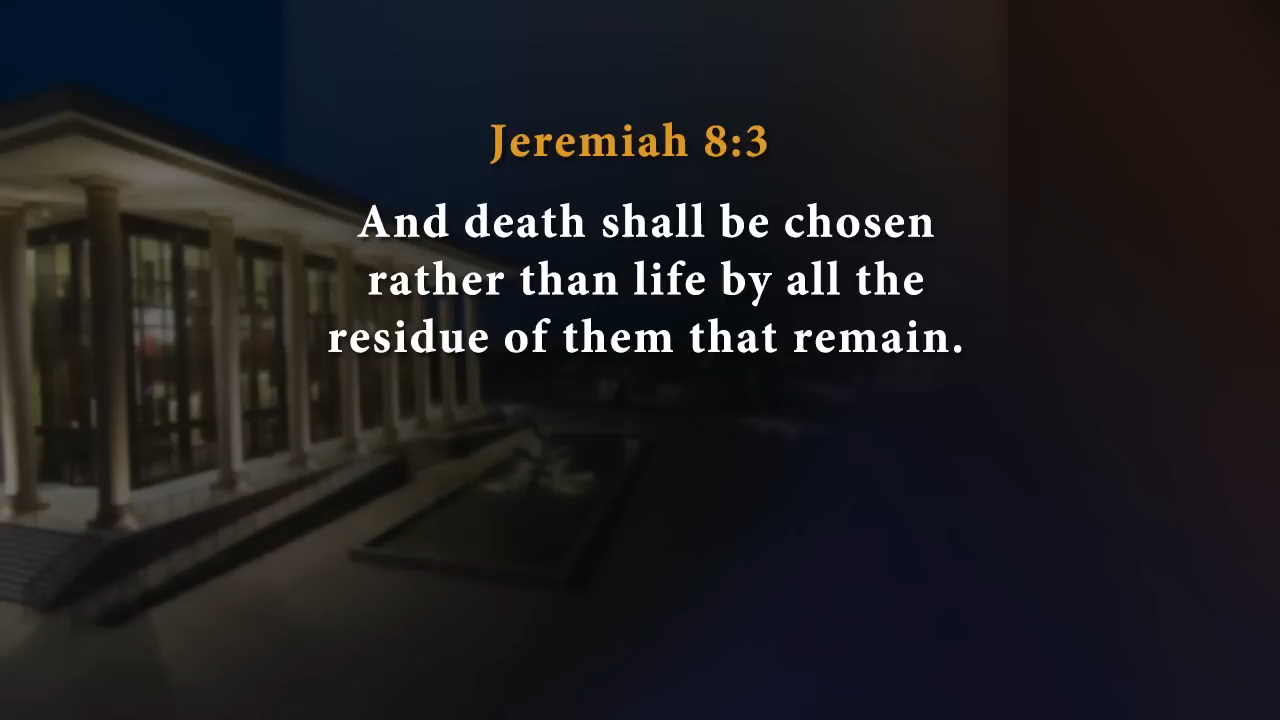 Jeremiah 8:3
And death shall be chosen
rather than life by all the
residue of them that remain.